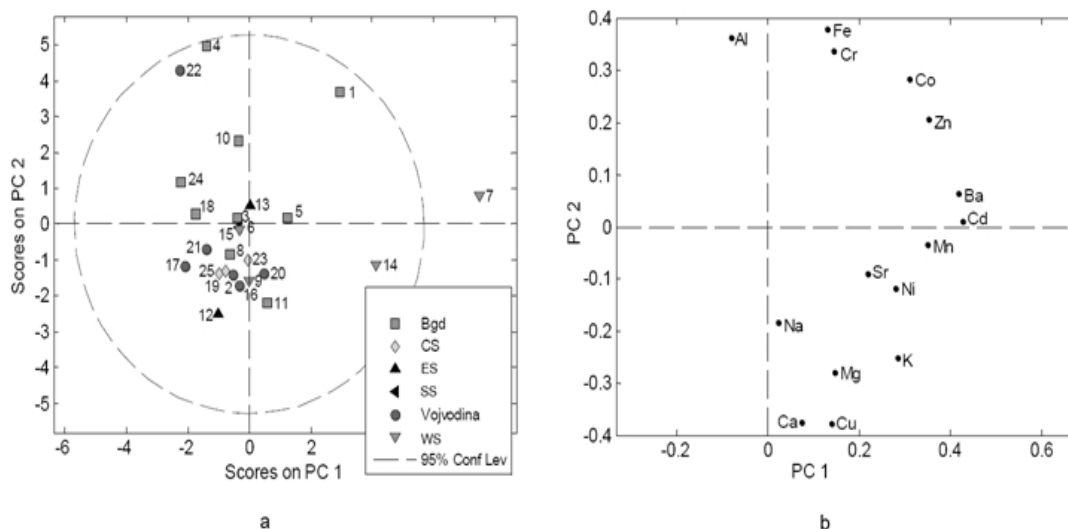 5
4
3
2
1
0
-1
-2
-3
-4
-5
-6
-4
-2
0
2
Scores on PC 2
Scores on PC 1
4
22
1
10
24
18
3
13
5
7
15
6
21
8
23
14
17
25
20
19
2
9
16
11
12
Bgd
CS
ES
SS
Vojvodina
WS
95% Conf Lev
a
0.4
0.3
0.2
0.1
0
-0.1
-0.2
-0.3
-0.4
-0.2
0
0.2
0.4
0.6
PC 2
PC 1
Al
Fe
Cr
Co
Zn
Ba
Cd
Mn
Sr
Ni
Na
K
Mg
Ca
Cu
b